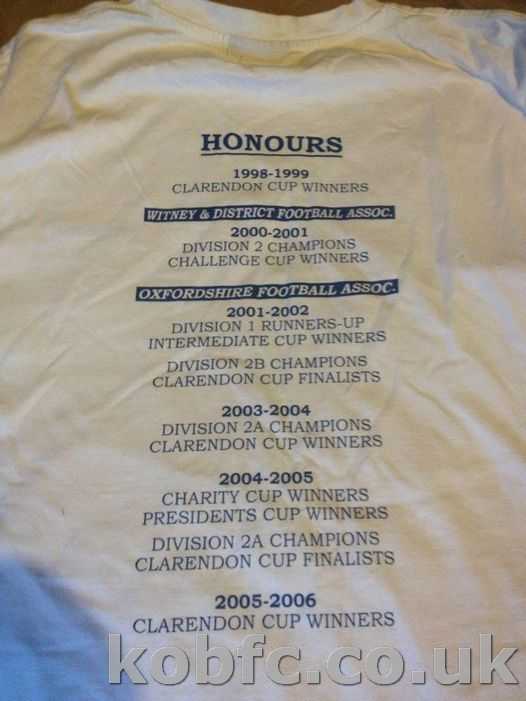 HONOURS
1998-1999
CLARENDON CUP WINNERS
WITNEY & DISTRICT FOOTBALL ASSOC.
2000-2001
DIVISION 2 CHAMPIONS
CHALLENGE CUP WINNERS
OXFORDSHIRE FOOTBALL ASSOC.
2001-2002
DIVISION 1 RUNNERS-UP
INTERMEDIATE CUP WINNERS
DIVISION 2B CHAMPIONS
CLARENDON CUP FINALISTS
2003-2004
DIVISION 2A CHAMPIONS
CLARENDON CUP WINNERS
2004-2005
CHARITY CUP WINNERS
PRESIDENTS CUP WINNERS
DIVISION 2A CHAMPIONS
CLARENDON CUP FINALISTS
2005-2006
CLARENDON CUP WINNERS
kobfc.co.uk